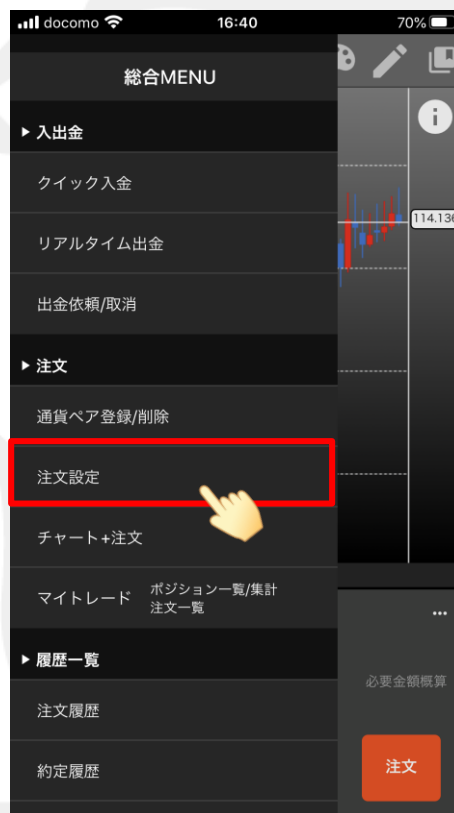 docomo 16:40 70%
総合MENU
▶ 入出金
クイック入金
リアルタイム出金
出金依頼/取消
▶ 注文
通貨ペア登録/削除
注文設定
チャート+注文
マイトレード ポジション一覧/集計
注文一覧
▶ 履歴一覧
注文履歴
約定履歴
i
114.136
...
必要金額概算
注文